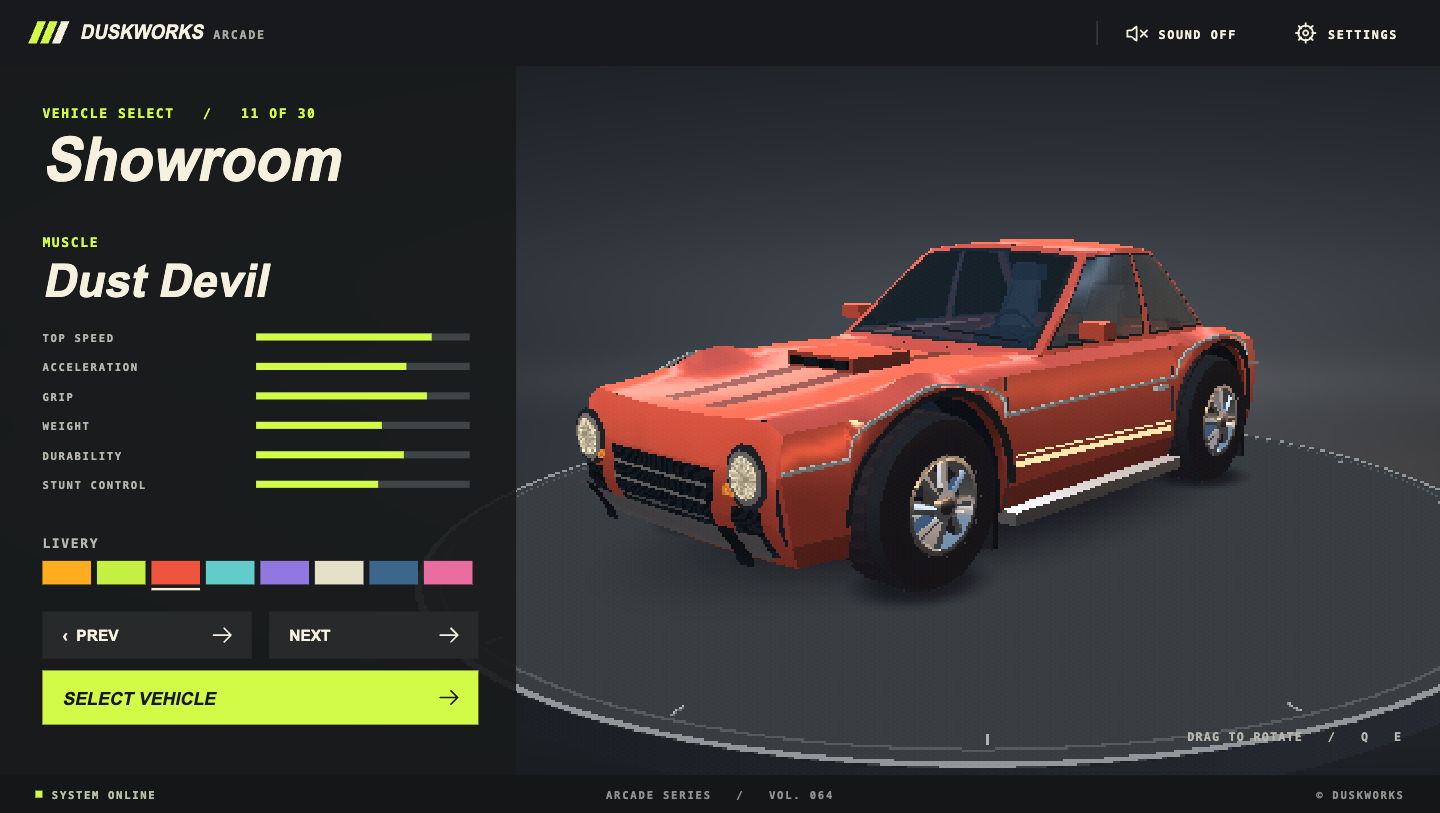 DUSKWORKS ARCADE
SOUND OFF
SETTINGS
VEHICLE SELECT / 11 OF 30
Showroom
MUSCLE
Dust Devil
TOP SPEED
ACCELERATION
GRIP
WEIGHT
DURABILITY
STUNT CONTROL
LIVERY
‹ PREV
NEXT
SELECT VEHICLE
DRAG TO ROTATE / Q E
SYSTEM ONLINE
ARCADE SERIES / VOL. 064
© DUSKWORKS